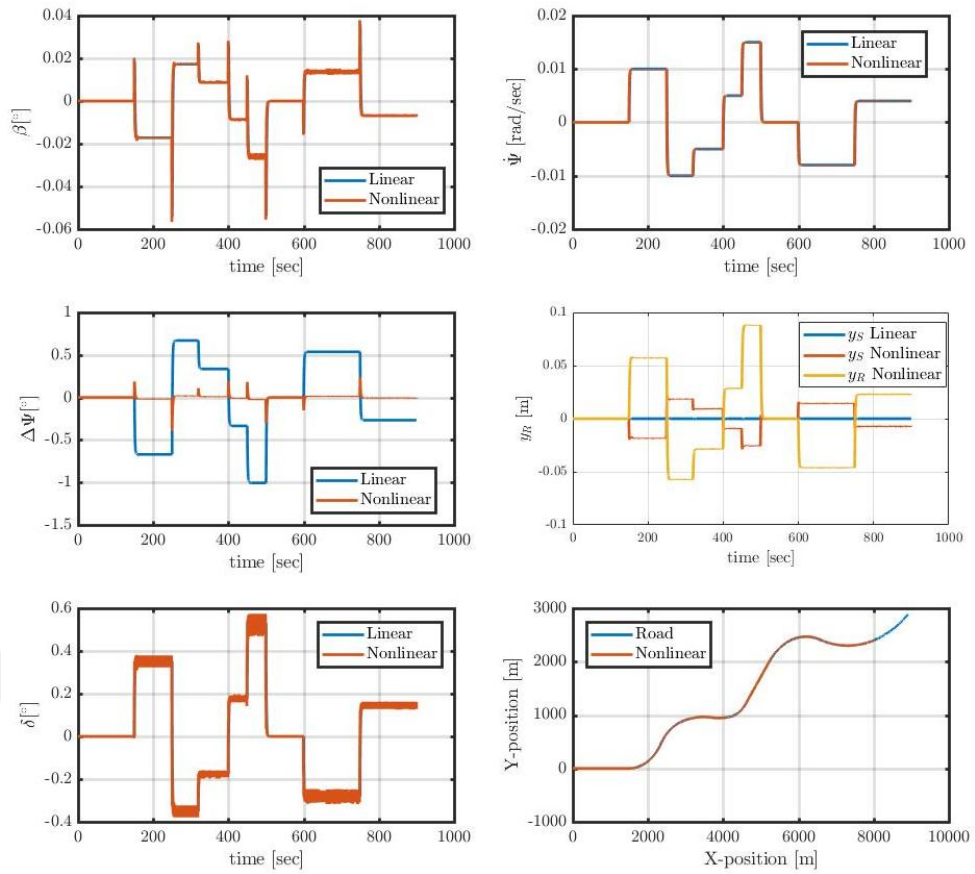 0.04
0.02
0
-0.02
-0.04
-0.06
β[°]
0 200 400 600 800 1000
time [sec]
Linear
Nonlinear
0.02
0.01
0
-0.01
-0.02
Ψ̇ [rad/sec]
0 200 400 600 800 1000
time [sec]
Linear
Nonlinear
1
0.5
0
-0.5
-1
-1.5
ΔΨ[°]
0 200 400 600 800 1000
time [sec]
Linear
Nonlinear
0.1
0.05
0
-0.05
-0.1
y_R [m]
0 200 400 600 800 1000
time [sec]
y_S Linear
y_S Nonlinear
y_R Nonlinear
0.6
0.4
0.2
0
-0.2
-0.4
δ[°]
0 200 400 600 800 1000
time [sec]
Linear
Nonlinear
3000
2000
1000
0
-1000
Y-position [m]
0 2000 4000 6000 8000 10000
X-position [m]
Road
Nonlinear